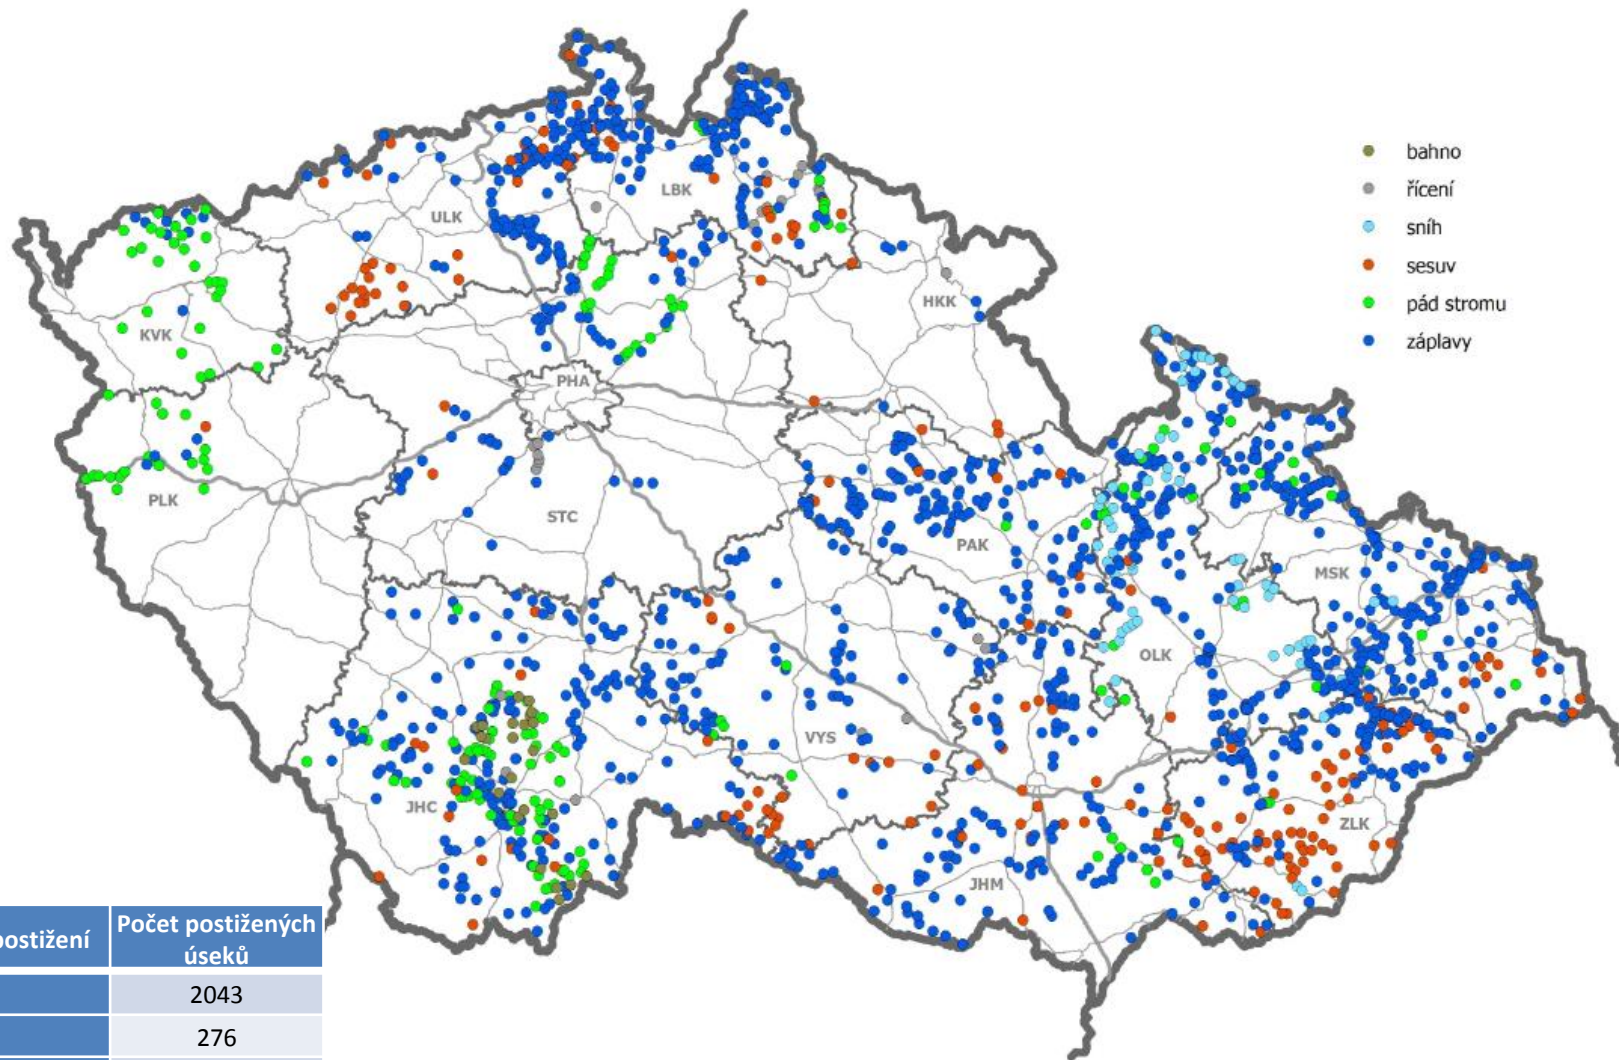 bahno
řícení
sníh
sesuv
pád stromu
záplavy
LBK
ULK
HKK
KVK
PHA
PLK
STC
PAK
MSK
OLK
VYS
JHC
ZLK
JHM
postižení
Počet postižených
úseků
2043
276